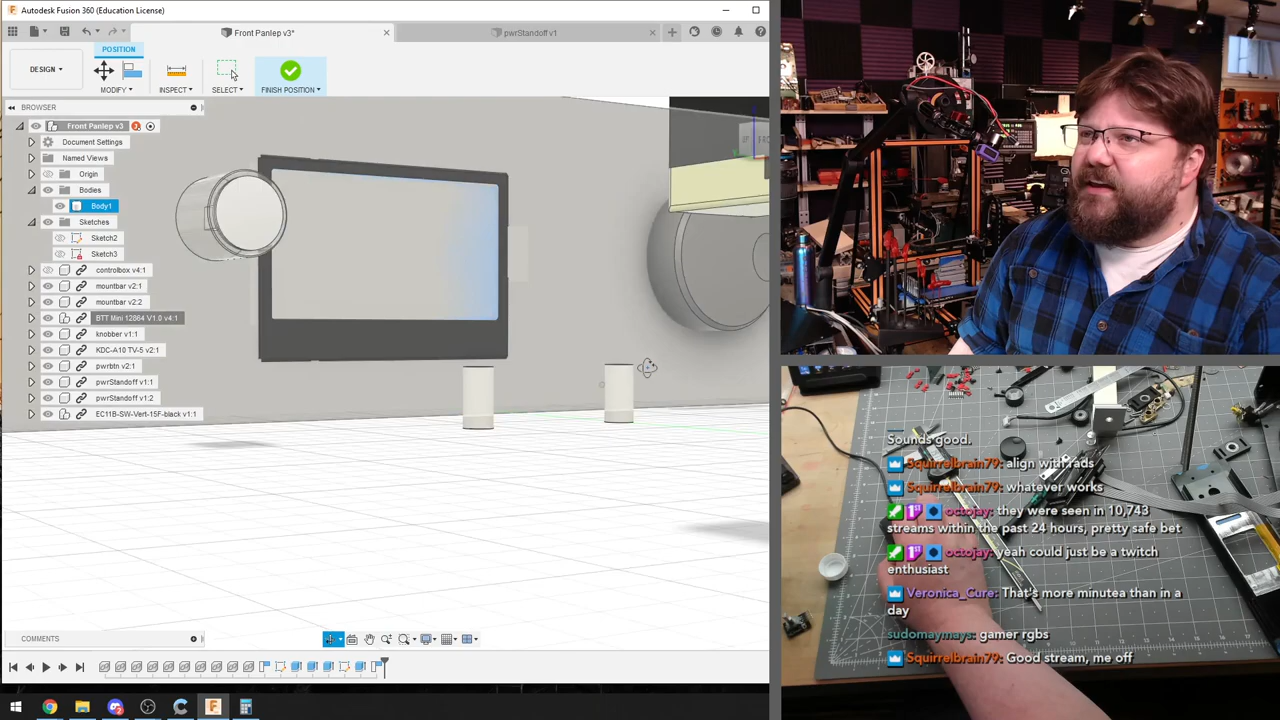 Autodesk Fusion 360 (Education License)
Front Panlep v3*
pwrStandoff v1
POSITION
DESIGN
MODIFY
INSPECT
SELECT
FINISH POSITION
BROWSER
Front Panlep v3
Document Settings
Named Views
Origin
Bodies
Body1
Sketches
Sketch2
Sketch3
controlbox v4:1
mountbar v2:1
mountbar v2:2
BTT Mini 12864 V1.0 v4:1
knobber v1:1
KDC-A10 TV-5 v2:1
pwrbtn v2:1
pwrStandoff v1:1
pwrStandoff v1:2
EC11B-SW-Vert-15F-black v1:1
COMMENTS
Sounds good.
Squirrelbrain79: align with rads
Squirrelbrain79: whatever works
octojay: they were seen in 10,743
streams within the past 24 hours, pretty safe bet
octojay: yeah could just be a twitch
enthusiast
Veronica_Cure: That's more minutea than in a
day
sudomaymays: gamer rgbs
Squirrelbrain79: Good stream, me off